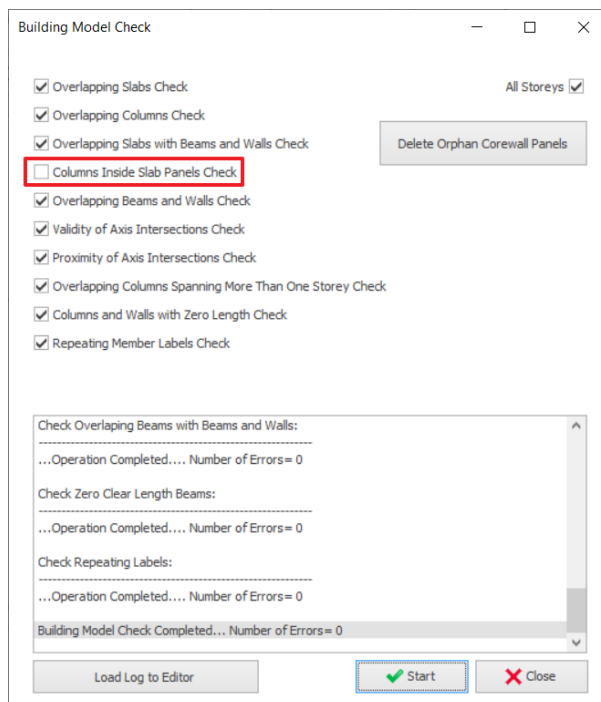 Building Model Check
Overlapping Slabs Check
All Storeys
Overlapping Columns Check
Overlapping Slabs with Beams and Walls Check
Delete Orphan Corewall Panels
Columns Inside Slab Panels Check
Overlapping Beams and Walls Check
Validity of Axis Intersections Check
Proximity of Axis Intersections Check
Overlapping Columns Spanning More Than One Storey Check
Columns and Walls with Zero Length Check
Repeating Member Labels Check
Check Overlaping Beams with Beams and Walls:
------------------------------------------------------------
...Operation Completed.... Number of Errors= 0
Check Zero Clear Length Beams:
------------------------------------------------------------
...Operation Completed.... Number of Errors= 0
Check Repeating Labels:
------------------------------------------------------------
...Operation Completed.... Number of Errors= 0
Building Model Check Completed... Number of Errors= 0
Load Log to Editor
Start
Close